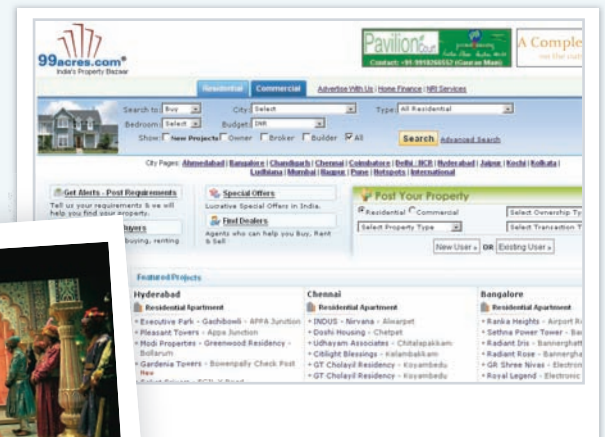 99acres.com
India's Property Bazaar
Pavilion Court
Contact: +91-9910266552 (Gaurav Mann)
A Comple
Residential Commercial Advertise With Us | Home Finance | NRI Services
Search to: Buy City: Select Type: All Residential
Bedroom: Select Budget: INR
Show: New Projects Owner Broker Builder All Search Advanced Search
City Pages: Ahmedabad | Bangalore | Chandigarh | Chennai | Coimbatore | Delhi / NCR | Hyderabad | Jaipur | Kochi | Kolkata |
Ludhiana | Mumbai | Nagpur | Pune | Hotspots | International
Get Alerts - Post Requirements
Tell us your requirements & we will
help you find your property.
Buyers
buying, renting
Special Offers
Lucrative Special Offers in India.
Find Dealers
Agents who can help you Buy, Rent
& Sell
Post Your Property
Residential Commercial Select Ownership Ty
Select Property Type Select Transaction T
New User » OR Existing User »
Featured Projects
Hyderabad
Residential Apartment
Executive Park - Gachibowli - APPA Junction
Pleasant Towers - Appa Junction
Modi Properties - Greenwood Residency -
Bollarum
Gardenia Towers - Bowenpally Check Post
New
Chennai
Residential Apartment
INDUS - Nirvana - Alwarpet
Doshi Housing - Chetpet
Udhayam Associates - Chitalapakkam
Citilight Blessings - Kelambakkam
GT Cholayil Residency - Koyambedu
GT Cholayil Residency - Koyambedu
Bangalore
Residential Apartment
Ranka Heights - Airport R
Sethna Power Tower - Ba
Radiant Iris - Bannerghatt
Radiant Rose - Bannergha
GR Shree Nivas - Electron
Royal Legend - Electronic